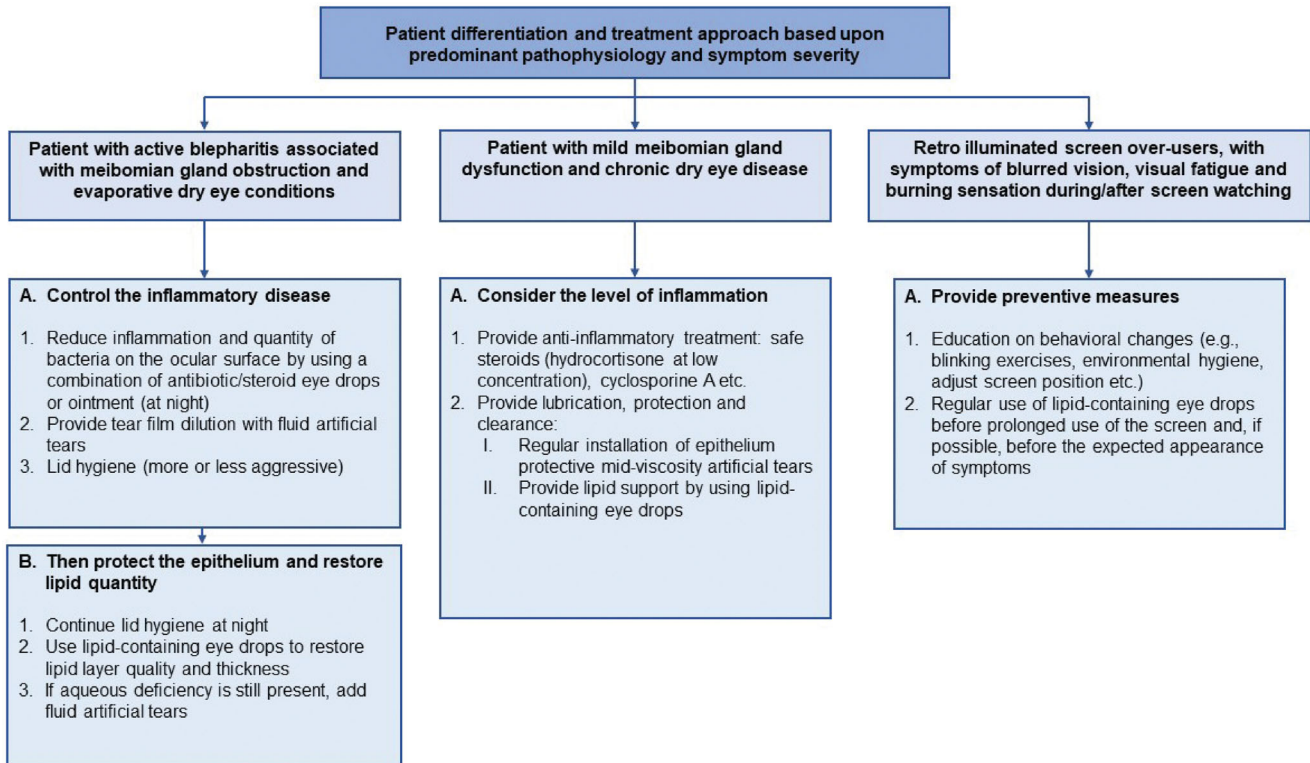 Patient differentiation and treatment approach based upon
predominant pathophysiology and symptom severity
Patient with active blepharitis associated
with meibomian gland obstruction and
evaporative dry eye conditions
Patient with mild meibomian gland
dysfunction and chronic dry eye disease
Retro illuminated screen over-users, with
symptoms of blurred vision, visual fatigue and
burning sensation during/after screen watching
A. Control the inflammatory disease
1. Reduce inflammation and quantity of
bacteria on the ocular surface by using a
combination of antibiotic/steroid eye drops
or ointment (at night)
2. Provide tear film dilution with fluid artificial
tears
3. Lid hygiene (more or less aggressive)
B. Then protect the epithelium and restore
lipid quantity
1. Continue lid hygiene at night
2. Use lipid-containing eye drops to restore
lipid layer quality and thickness
3. If aqueous deficiency is still present, add
fluid artificial tears
A. Consider the level of inflammation
1. Provide anti-inflammatory treatment: safe
steroids (hydrocortisone at low
concentration), cyclosporine A etc.
2. Provide lubrication, protection and
clearance:
I. Regular installation of epithelium
protective mid-viscosity artificial tears
II. Provide lipid support by using lipid-
containing eye drops
A. Provide preventive measures
1. Education on behavioral changes (e.g.,
blinking exercises, environmental hygiene,
adjust screen position etc.)
2. Regular use of lipid-containing eye drops
before prolonged use of the screen and, if
possible, before the expected appearance
of symptoms